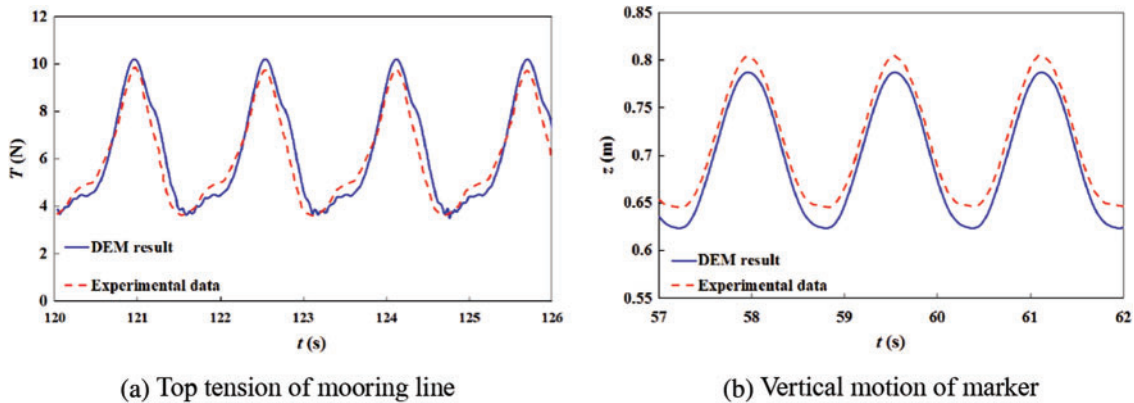 12
10
8
6
4
2
0
T (N)
DEM result
Experimental data
120 121 122 123 124 125 126
t (s)
(a) Top tension of mooring line
0.85
0.8
0.75
0.7
0.65
0.6
0.55
z (m)
DEM result
Experimental data
57 58 59 60 61 62
t (s)
(b) Vertical motion of marker